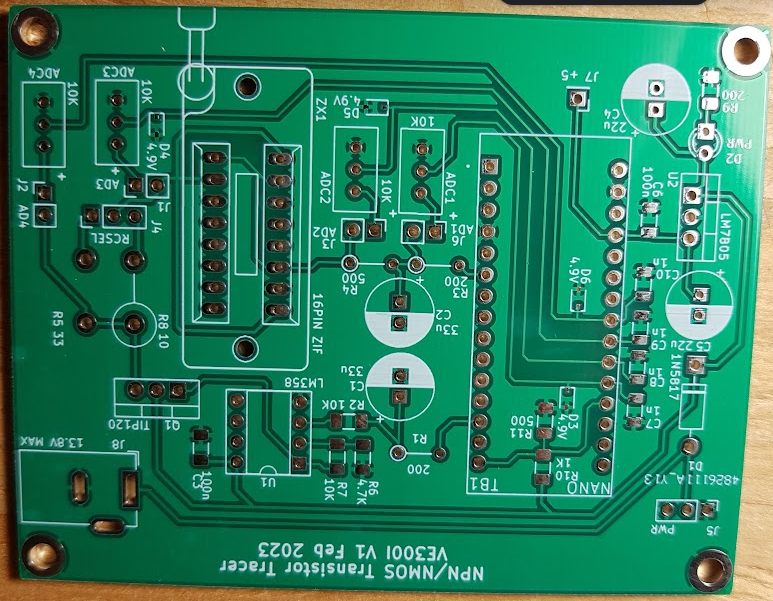 NPN/NMOS Transistor Tracer
VE3OOI V1 Feb 2023
J5
PWR
4826111A_Y13
D1
1N5817
C5 22u
+
LM7805
U2
D2
PWR
R9
200
C4
22u
+
J7 +5
C6
100n
C10
1n
C9
1n
C8
1n
C7
1n
NANO
TB1
R10
1K
R11
500
D3
4.9V
D6
4.9V
R1
200
R2 10K
R6
4.7K
R7
10K
C1
33u
+
C2
33u
+
R3
200
R4
500
J6
AD1
J3
AD2
ADC1
10K
+
ADC2
10K
+
D5
4.9V
ZX1
16PIN ZIF
LM358
U1
C3
100n
Q1
TIP120
J8
13.8V MAX
R8 10
R5 33
J4
RCSEL
J1
AD3
J2
AD4
D4
4.9V
ADC3
10K
+
ADC4
10K
+